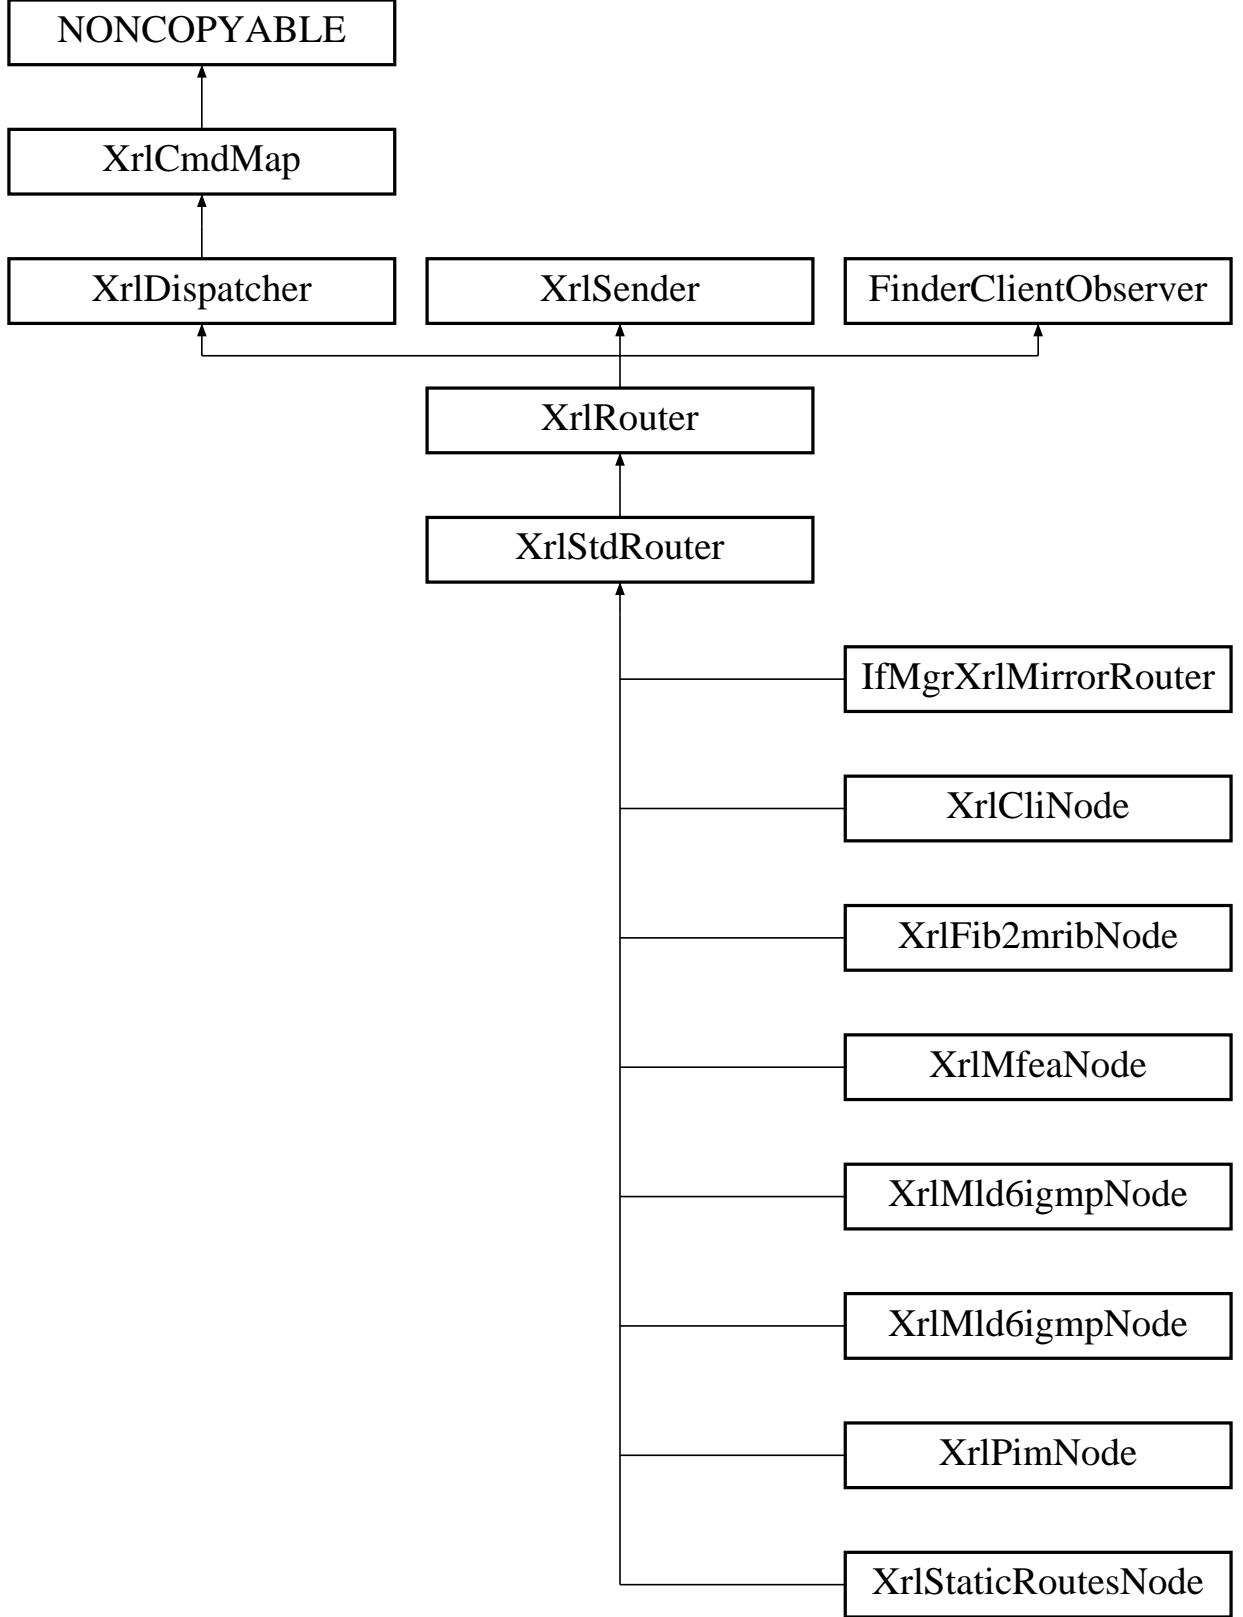 NONCOPYABLE
XrlCmdMap
XrlDispatcher
XrlSender
FinderClientObserver
XrlRouter
XrlStdRouter
IfMgrXrlMirrorRouter
XrlCliNode
XrlFib2mribNode
XrlMfeaNode
XrlMld6igmpNode
XrlMld6igmpNode
XrlPimNode
XrlStaticRoutesNode